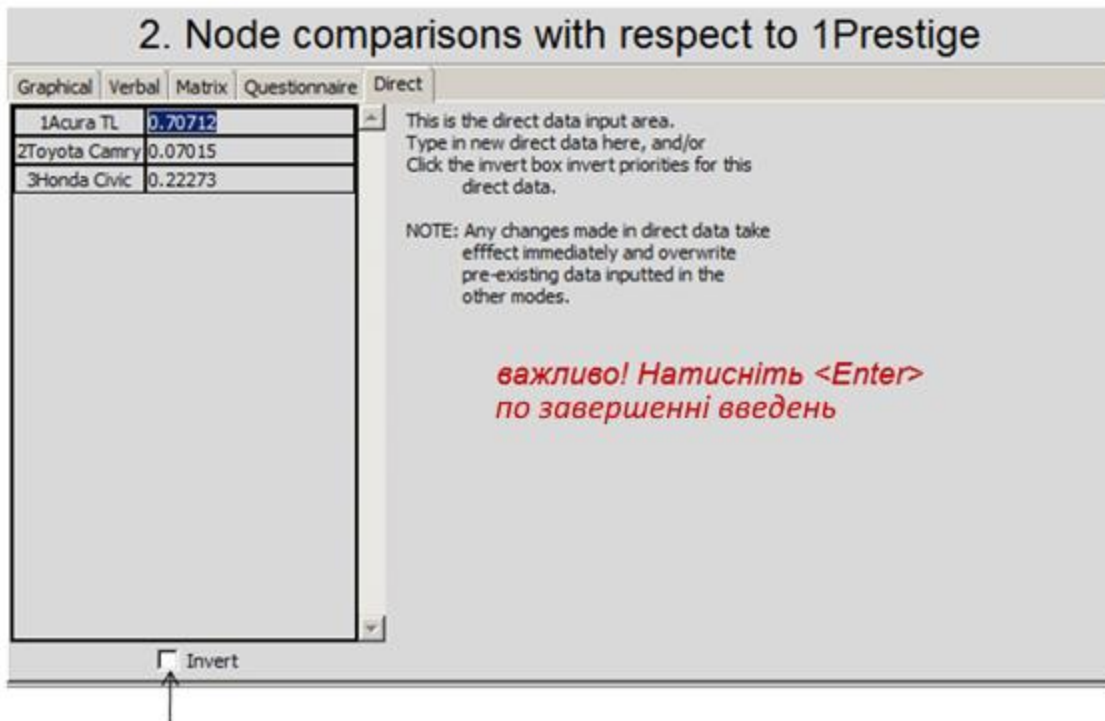 2. Node comparisons with respect to 1Prestige
Graphical Verbal Matrix Questionnaire Direct
1Acura TL 0.70712
2Toyota Camry 0.07015
3Honda Civic 0.22273
This is the direct data input area.
Type in new direct data here, and/or
Click the invert box invert priorities for this
direct data.
NOTE: Any changes made in direct data take
efffect immediately and overwrite
pre-existing data inputted in the
other modes.
важливо! Натисніть <Enter>
по завершенні введень
Invert